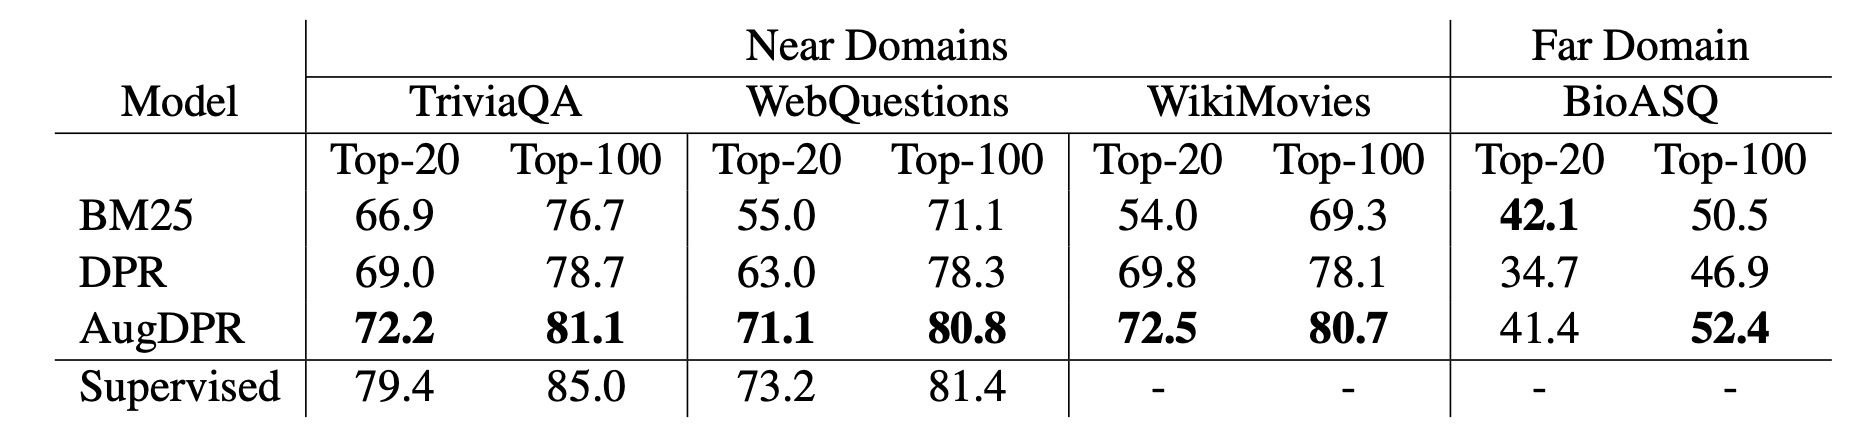 Near Domains Far Domain
Model TriviaQA WebQuestions WikiMovies BioASQ
Top-20 Top-100 Top-20 Top-100 Top-20 Top-100 Top-20 Top-100
BM25 66.9 76.7 55.0 71.1 54.0 69.3 42.1 50.5
DPR 69.0 78.7 63.0 78.3 69.8 78.1 34.7 46.9
AugDPR 72.2 81.1 71.1 80.8 72.5 80.7 41.4 52.4
Supervised 79.4 85.0 73.2 81.4 - - - -